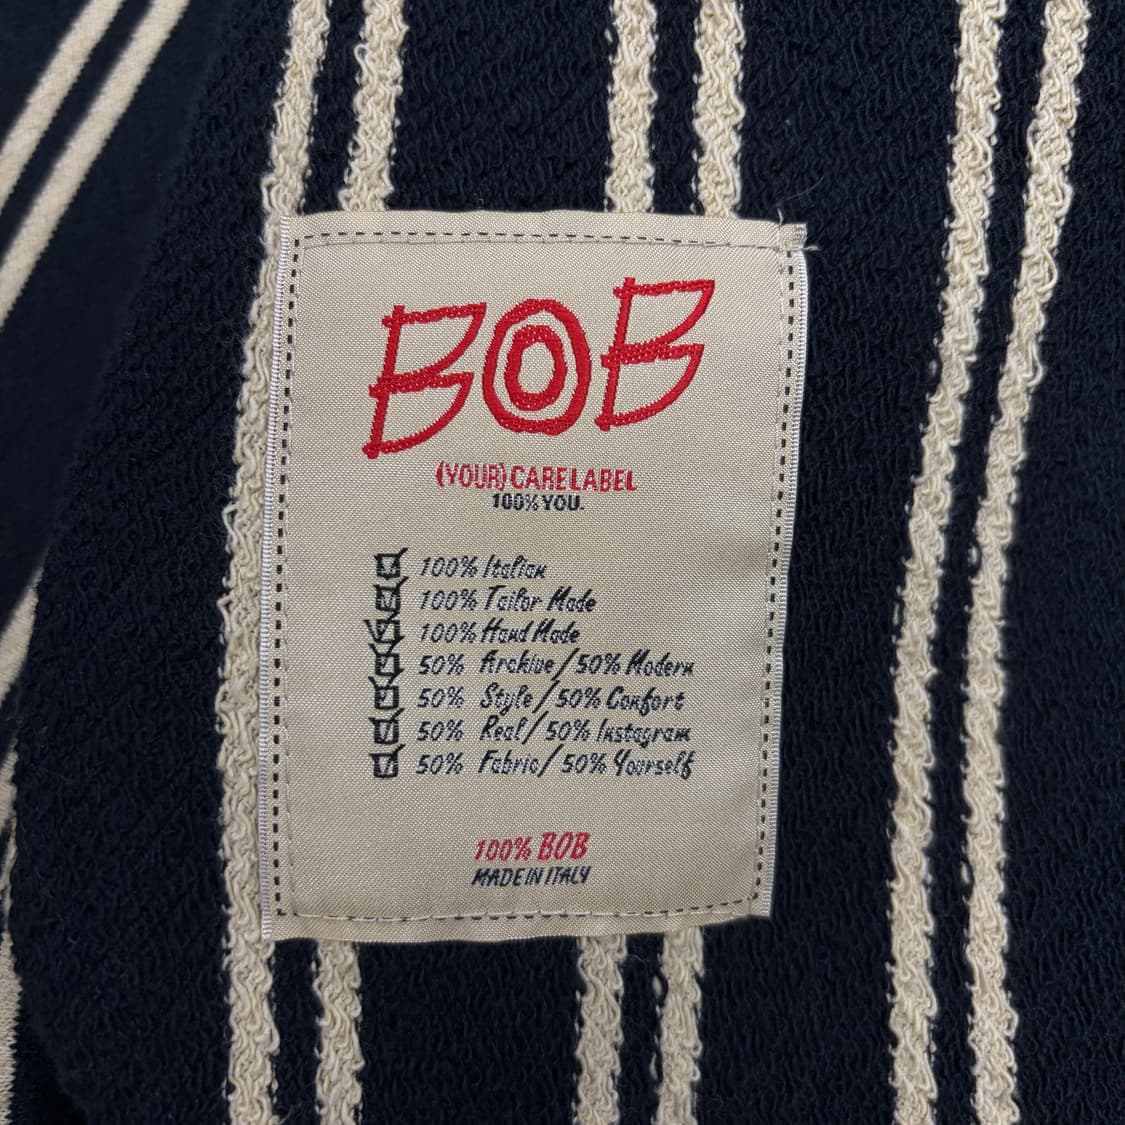 BOB
(YOUR) CARE LABEL
100% YOU.
100% Italian
100% Tailor Made
100% Hand Made
50% Archive / 50% Modern
50% Style / 50% Confort
50% Real / 50% Instagram
50% Fabric / 50% Yourself
100% BOB
MADE IN ITALY